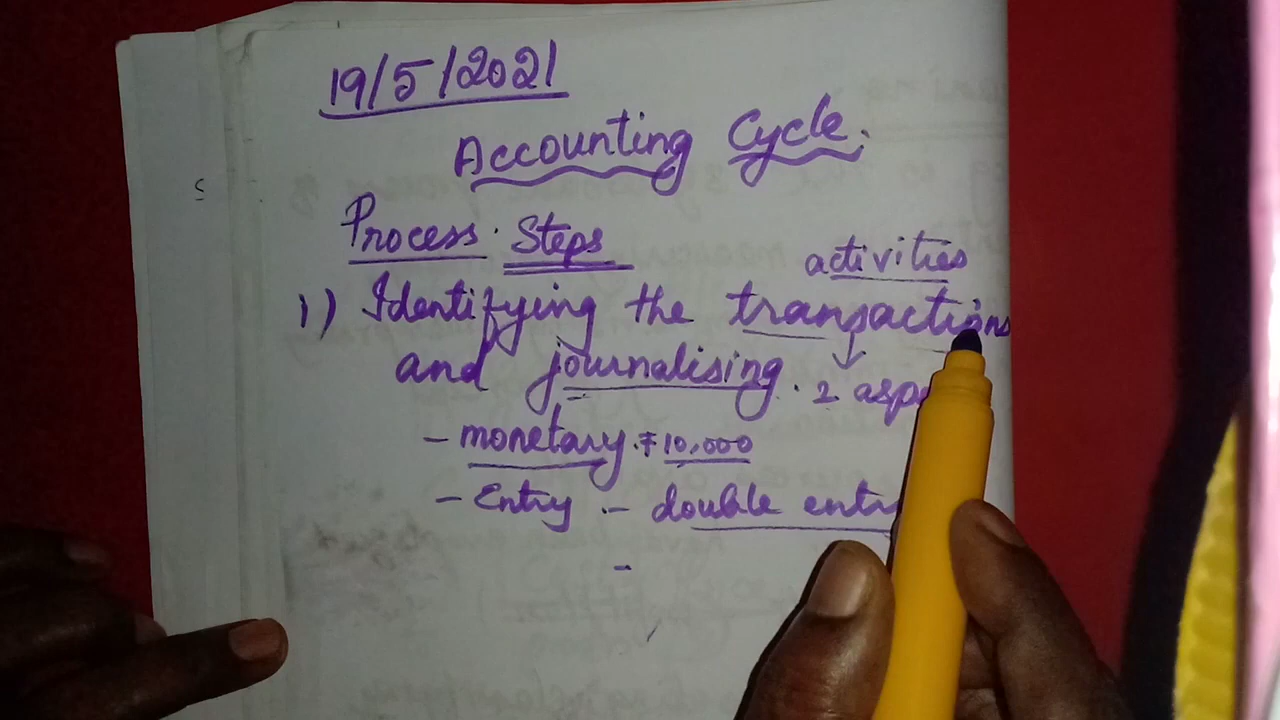 19/5/2021
Accounting Cycle.
Process Steps
activities
1) Identifying the transactions
and journalising. 2
- monetary. ₹10,000
- Entry - double
-